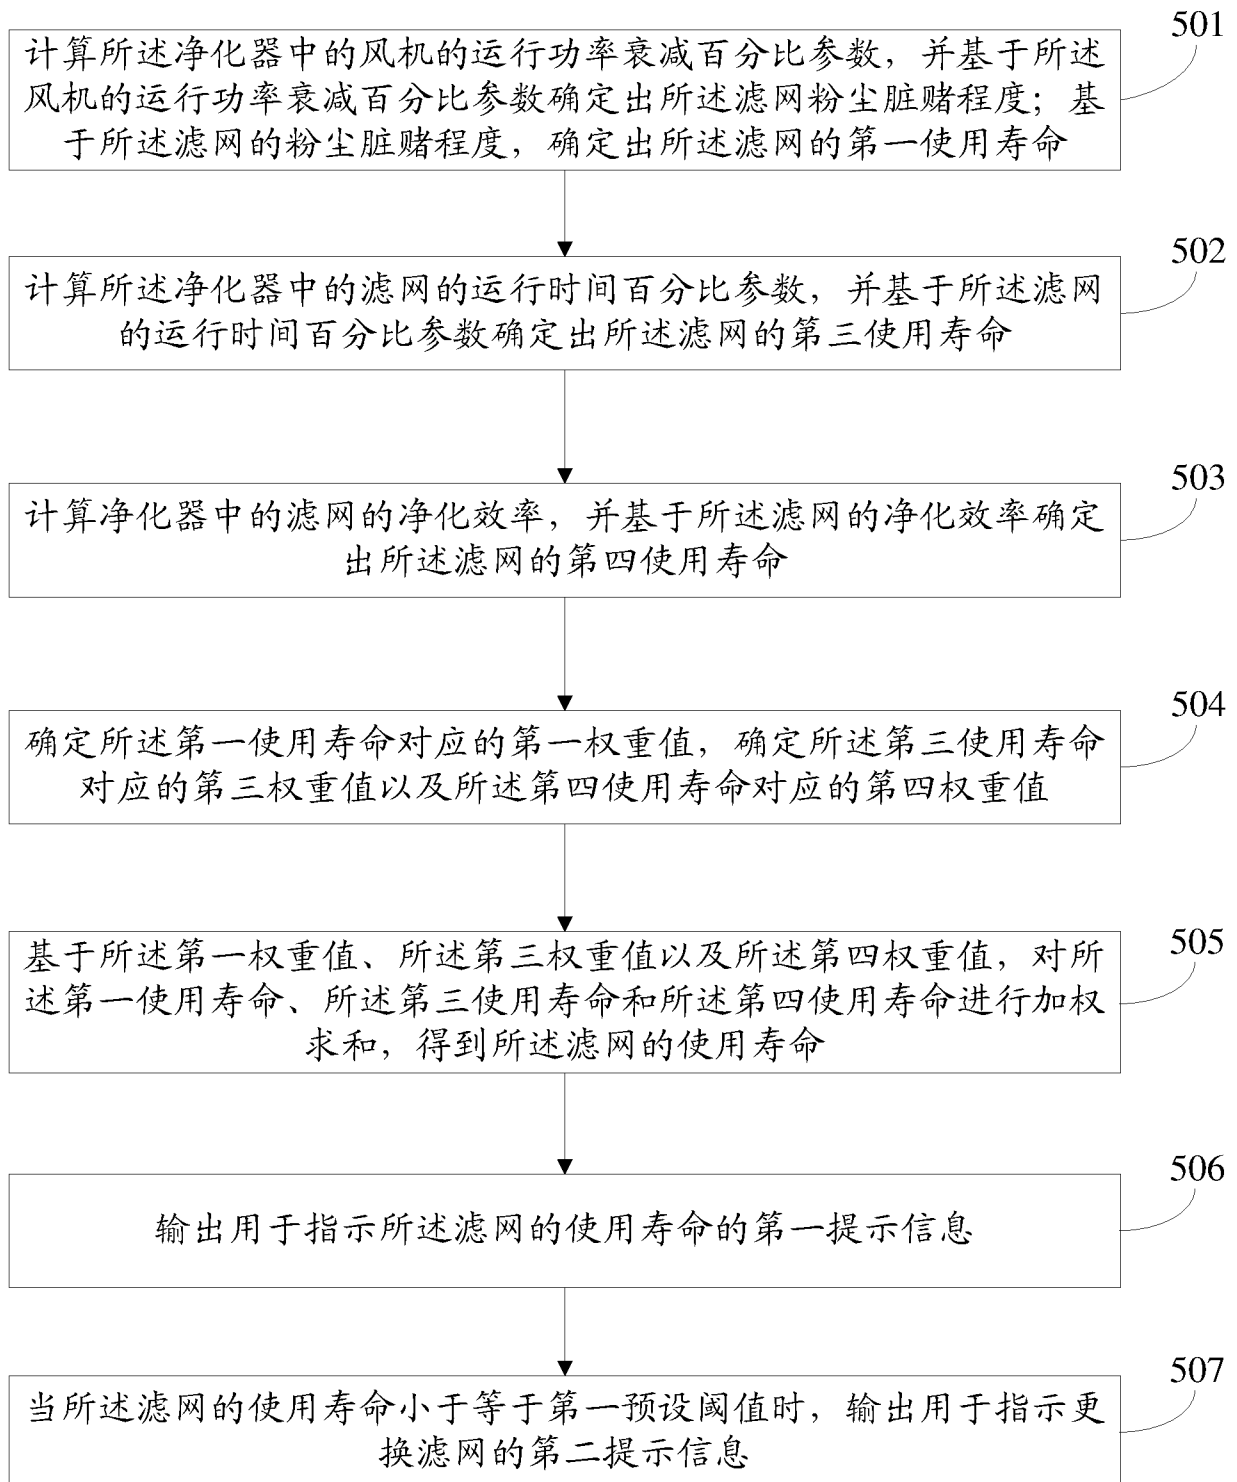 501
计算所述净化器中的风机的运行功率衰减百分比参数，并基于所述
风机的运行功率衰减百分比参数确定出所述滤网粉尘脏赌程度；基
于所述滤网的粉尘脏赌程度，确定出所述滤网的第一使用寿命
502
计算所述净化器中的滤网的运行时间百分比参数，并基于所述滤网
的运行时间百分比参数确定出所述滤网的第三使用寿命
503
计算净化器中的滤网的净化效率，并基于所述滤网的净化效率确定
出所述滤网的第四使用寿命
504
确定所述第一使用寿命对应的第一权重值，确定所述第三使用寿命
对应的第三权重值以及所述第四使用寿命对应的第四权重值
505
基于所述第一权重值、所述第三权重值以及所述第四权重值，对所
述第一使用寿命、所述第三使用寿命和所述第四使用寿命进行加权
求和，得到所述滤网的使用寿命
506
输出用于指示所述滤网的使用寿命的第一提示信息
507
当所述滤网的使用寿命小于等于第一预设阈值时，输出用于指示更
换滤网的第二提示信息